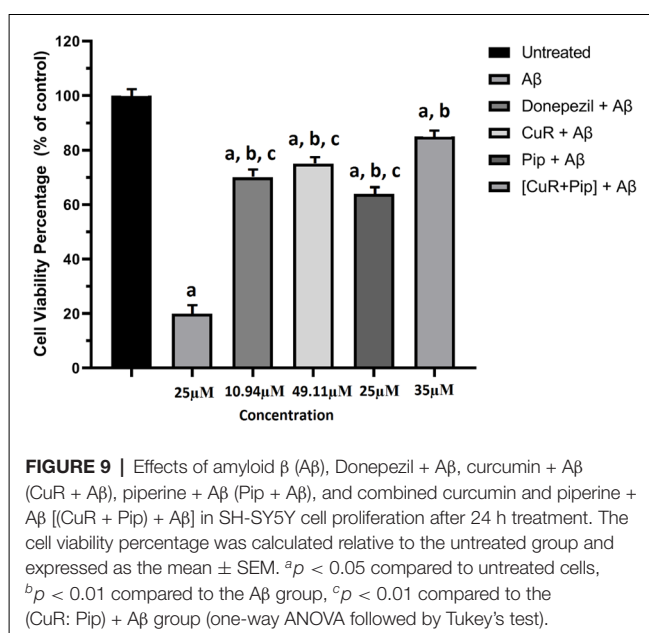 120
100
80
60
40
20
0
Cell Viability Percentage (% of control)
a
a, b, c
a, b, c
a, b, c
a, b
25µM 10.94µM 49.11µM 25µM 35µM
Concentration
Untreated
Aβ
Donepezil + Aβ
CuR + Aβ
Pip + Aβ
[CuR+Pip] + Aβ
FIGURE 9 | Effects of amyloid β (Aβ), Donepezil + Aβ, curcumin + Aβ
(CuR + Aβ), piperine + Aβ (Pip + Aβ), and combined curcumin and piperine +
Aβ [(CuR + Pip) + Aβ] in SH-SY5Y cell proliferation after 24 h treatment. The
cell viability percentage was calculated relative to the untreated group and
expressed as the mean ± SEM. ᵃp < 0.05 compared to untreated cells,
ᵇp < 0.01 compared to the Aβ group, ᶜp < 0.01 compared to the
(CuR: Pip) + Aβ group (one-way ANOVA followed by Tukey's test).